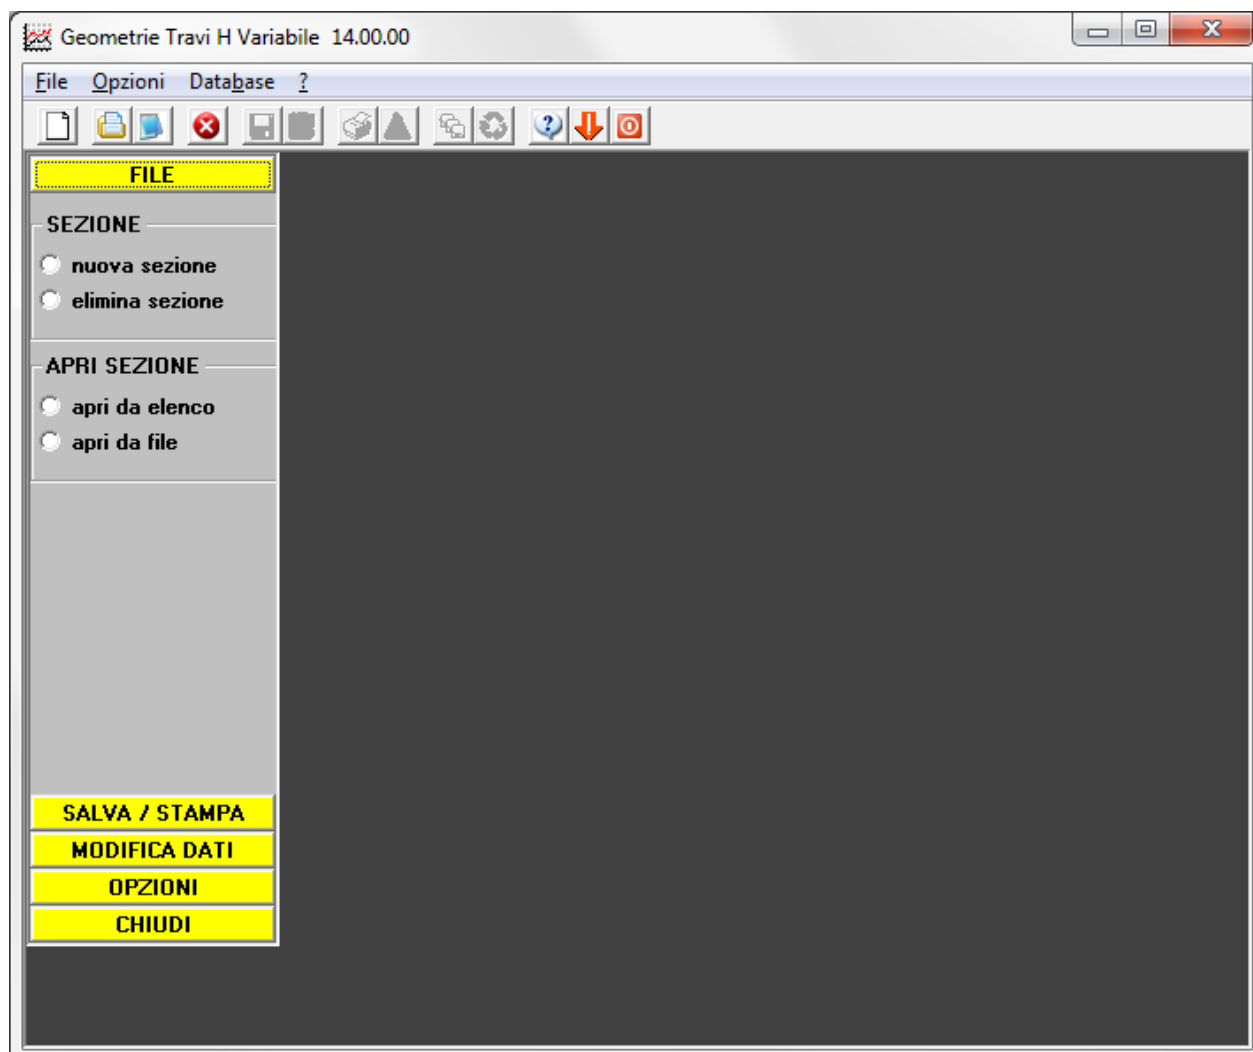 Geometrie Travi H Variabile 14.00.00
File Opzioni Database ?
FILE
SEZIONE
nuova sezione
elimina sezione
APRI SEZIONE
apri da elenco
apri da file
SALVA / STAMPA
MODIFICA DATI
OPZIONI
CHIUDI